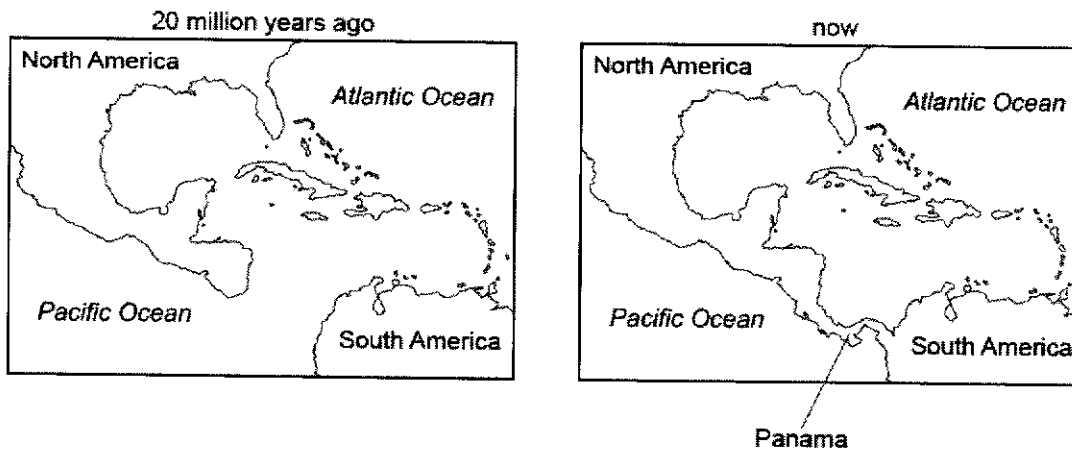 20 million years ago
North America
Atlantic Ocean
Pacific Ocean
South America
now
North America
Atlantic Ocean
Pacific Ocean
South America
Panama